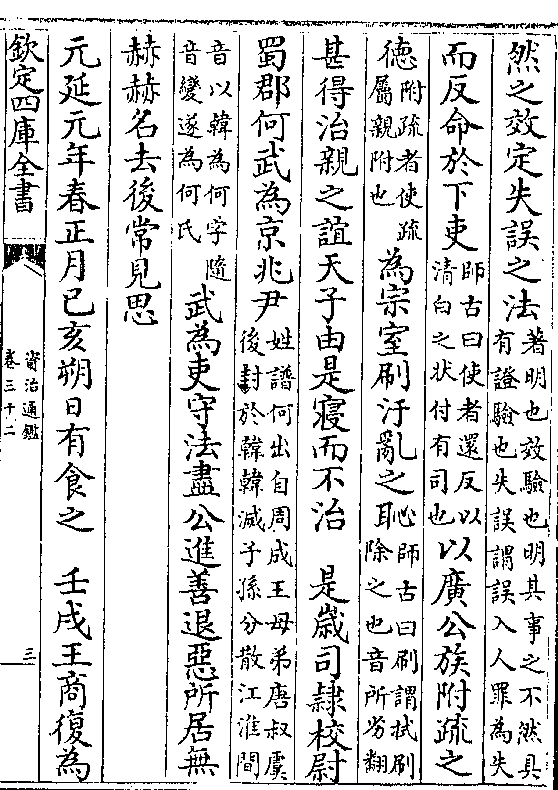 然之效定失誤之法著明也效驗也明其事之不然具有證驗也失誤謂誤入人罪為失
而反命於下吏師古曰使者還反以清白之狀付有司也以廣公族附疏之
德附疏者使疏屬親附也為宗室刷汙亂之恥師古曰刷謂拭刷除之也音所劣翻
甚得治親之誼天子由是寢而不治 是歲司隸校尉
蜀郡何武為京兆尹姓譜何出自周成王母弟唐叔虞後封於韓韓滅子孫分散江淮間
音以韓為何字隨音變遂為何氏武為吏守法盡公進善退惡所居無
赫赫名去後常見思
元延元年春正月己亥朔日有食之 壬戌王商復為
欽定四庫全書
資治通鑑
卷三十二
三